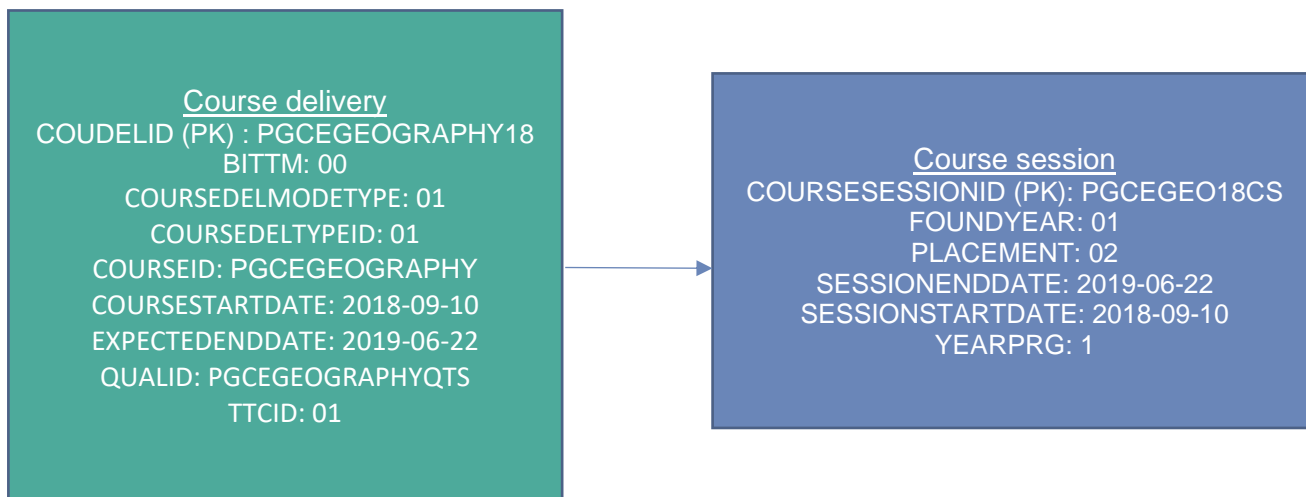 Course delivery
COUDELID (PK) : PGCEGEOGRAPHY18
BITTM: 00
COURSEDELMODETYPE: 01
COURSEDELTYPEID: 01
COURSEID: PGCEGEOGRAPHY
COURSESTARTDATE: 2018-09-10
EXPECTEDENDDATE: 2019-06-22
QUALID: PGCEGEOGRAPHYQTS
TTCID: 01
Course session
COURSESESSIONID (PK): PGCEGEO18CS
FOUNDYEAR: 01
PLACEMENT: 02
SESSIONENDDATE: 2019-06-22
SESSIONSTARTDATE: 2018-09-10
YEARPRG: 1